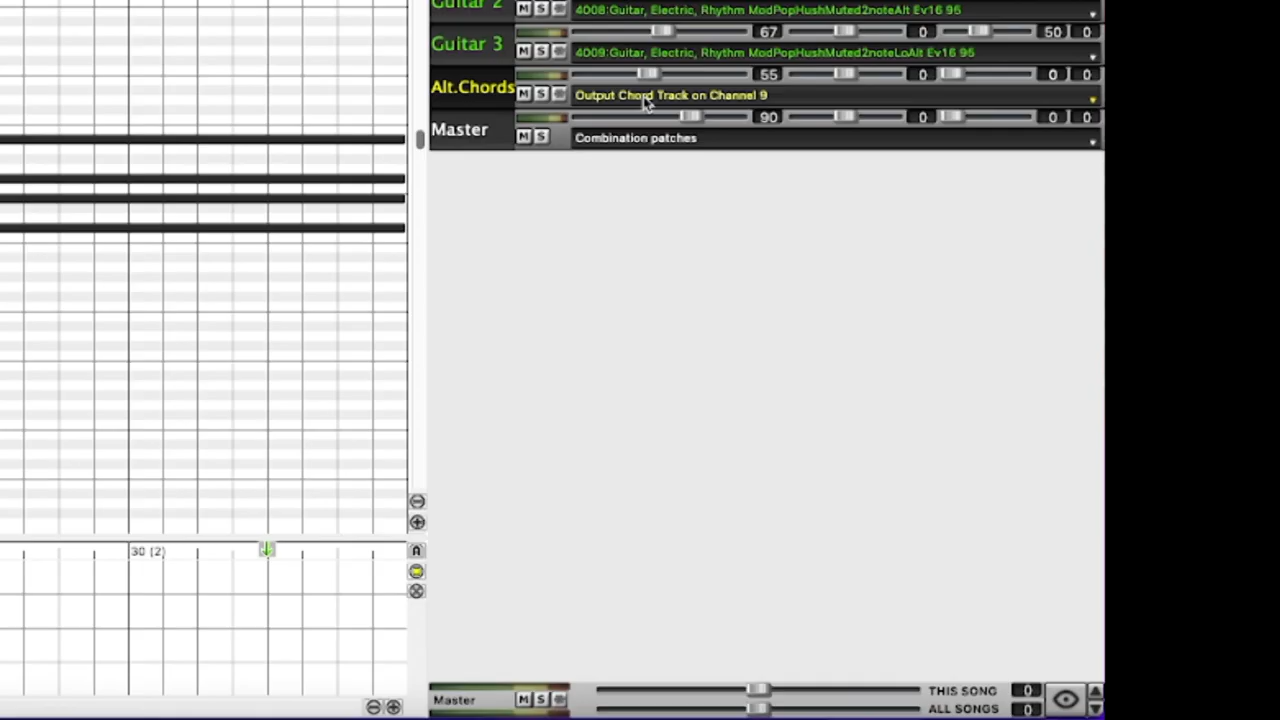 Guitar 2 M S 4008:Guitar, Electric, Rhythm ModPopHushMuted2noteAlt Ev16 95
67 0 50 0
Guitar 3 M S 4009:Guitar, Electric, Rhythm ModPopHushMuted2noteLoAlt Ev16 95
55 0 0 0
Alt.Chords M S Output Chord Track on Channel 9
90 0 0 0
Master M S Combination patches
30 (2) A
Master M S THIS SONG 0
ALL SONGS 0